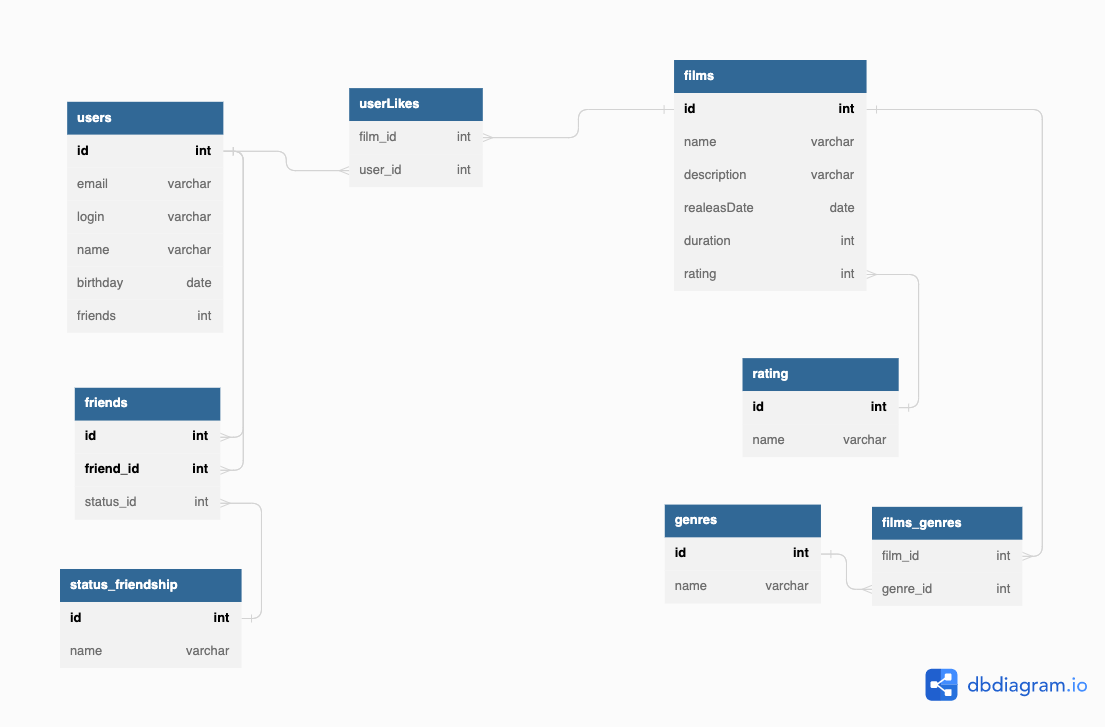 users
id int
email varchar
login varchar
name varchar
birthday date
friends int
userLikes
film_id int
user_id int
films
id int
name varchar
description varchar
realeasDate date
duration int
rating int
friends
id int
friend_id int
status_id int
rating
id int
name varchar
status_friendship
id int
name varchar
genres
id int
name varchar
films_genres
film_id int
genre_id int
dbdiagram.io